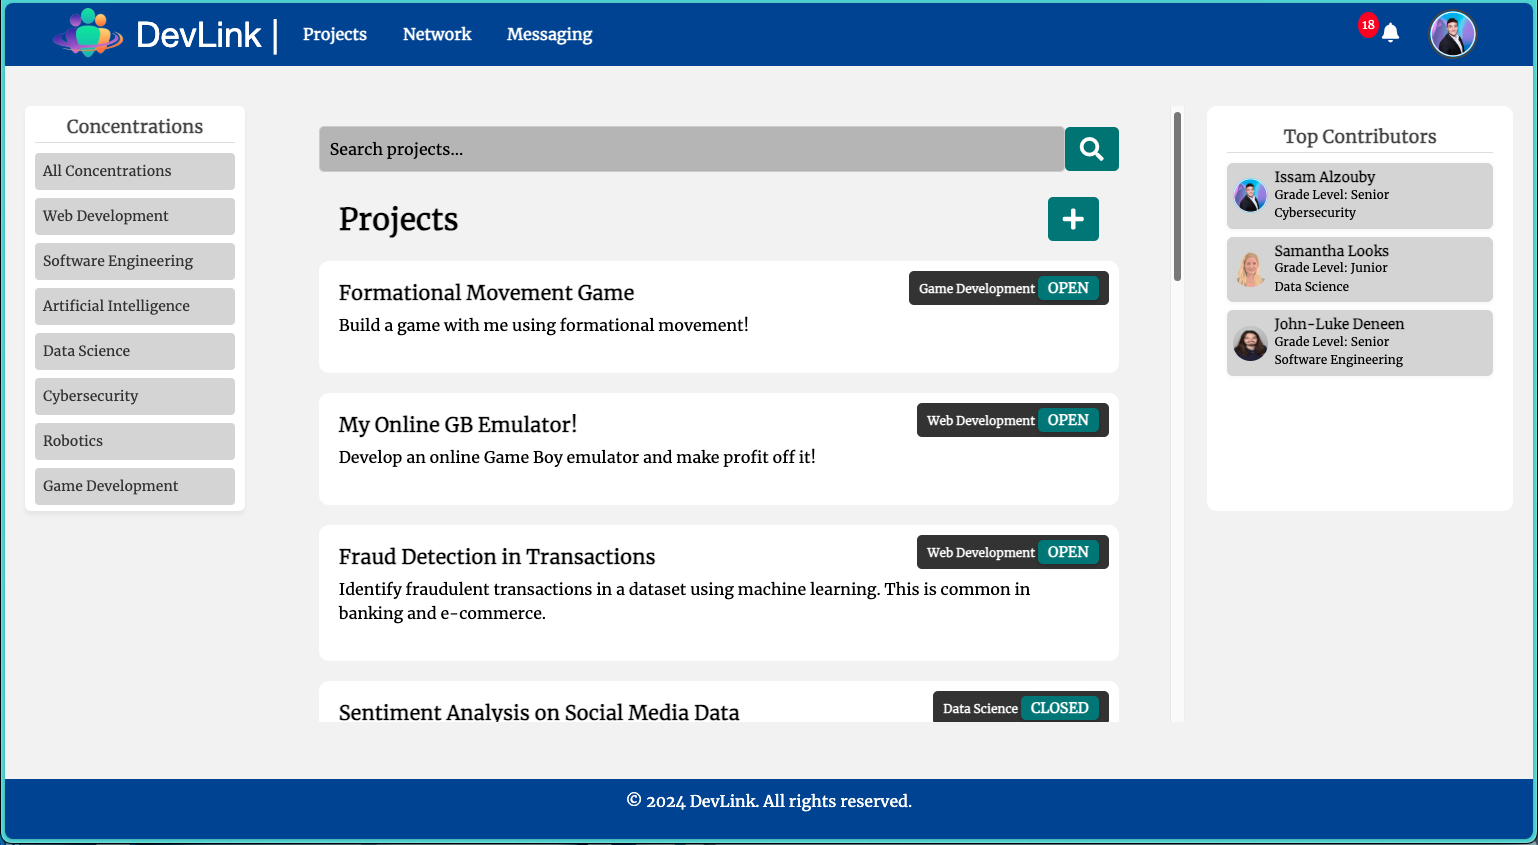 DevLink
Projects
Network
Messaging
18
Concentrations
All Concentrations
Web Development
Software Engineering
Artificial Intelligence
Data Science
Cybersecurity
Robotics
Game Development
Search projects...
Projects
Formational Movement Game
Game Development OPEN
Build a game with me using formational movement!
My Online GB Emulator!
Web Development OPEN
Develop an online Game Boy emulator and make profit off it!
Fraud Detection in Transactions
Web Development OPEN
Identify fraudulent transactions in a dataset using machine learning. This is common in
banking and e-commerce.
Sentiment Analysis on Social Media Data
Data Science CLOSED
Top Contributors
Issam Alzouby
Grade Level: Senior
Cybersecurity
Samantha Looks
Grade Level: Junior
Data Science
John-Luke Deneen
Grade Level: Senior
Software Engineering
© 2024 DevLink. All rights reserved.